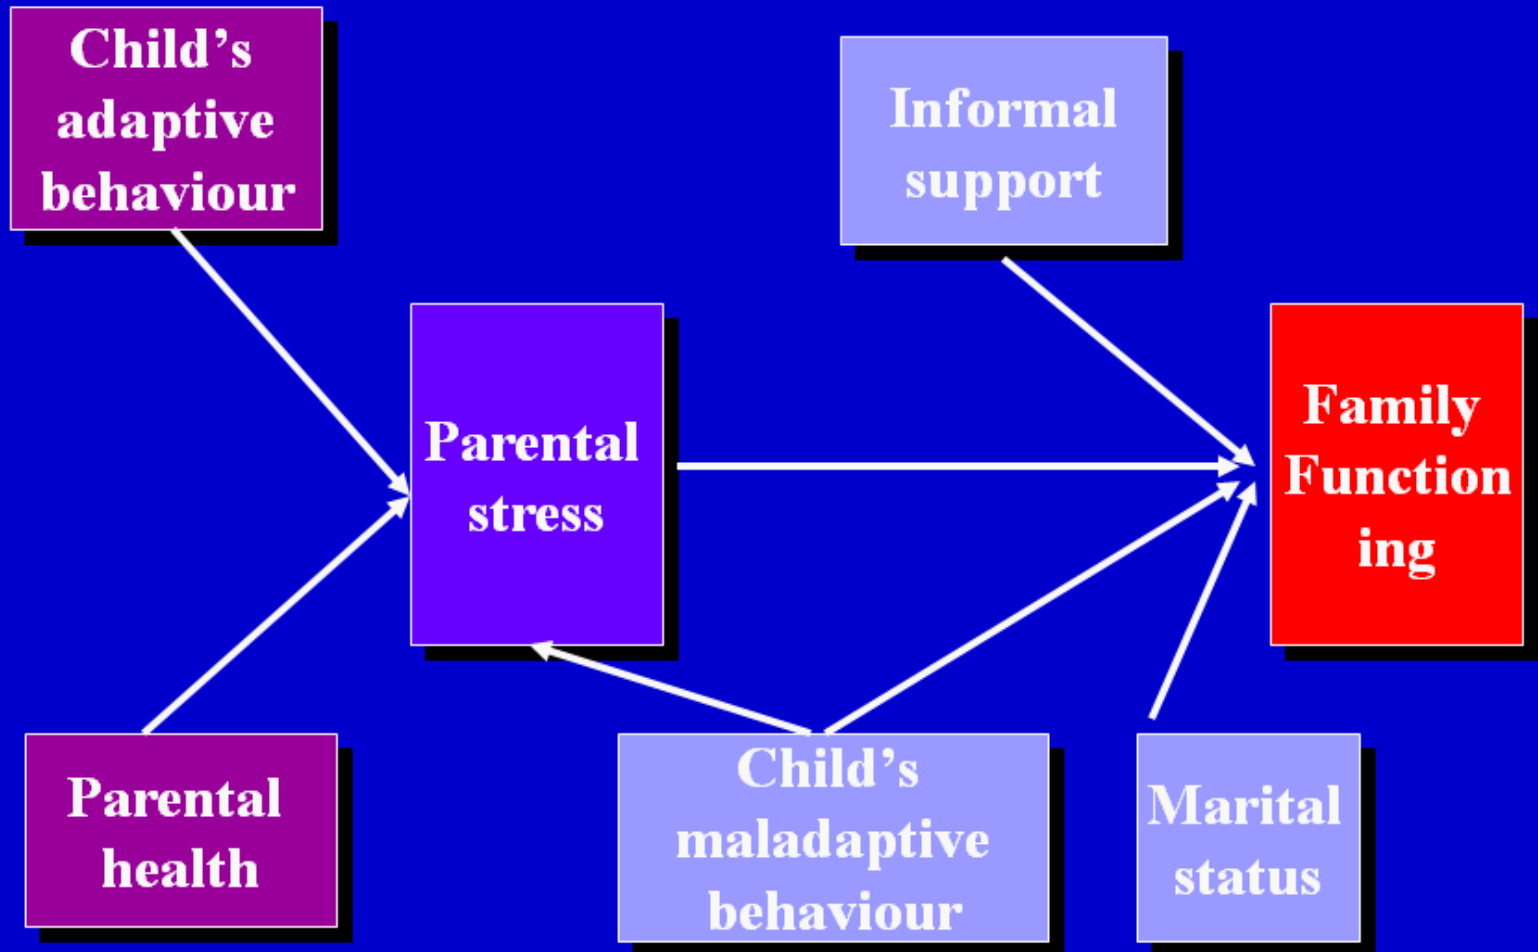 Child’s
adaptive
behaviour
Informal
support
Parental
stress
Family
Function
ing
Parental
health
Child’s
maladaptive
behaviour
Marital
status